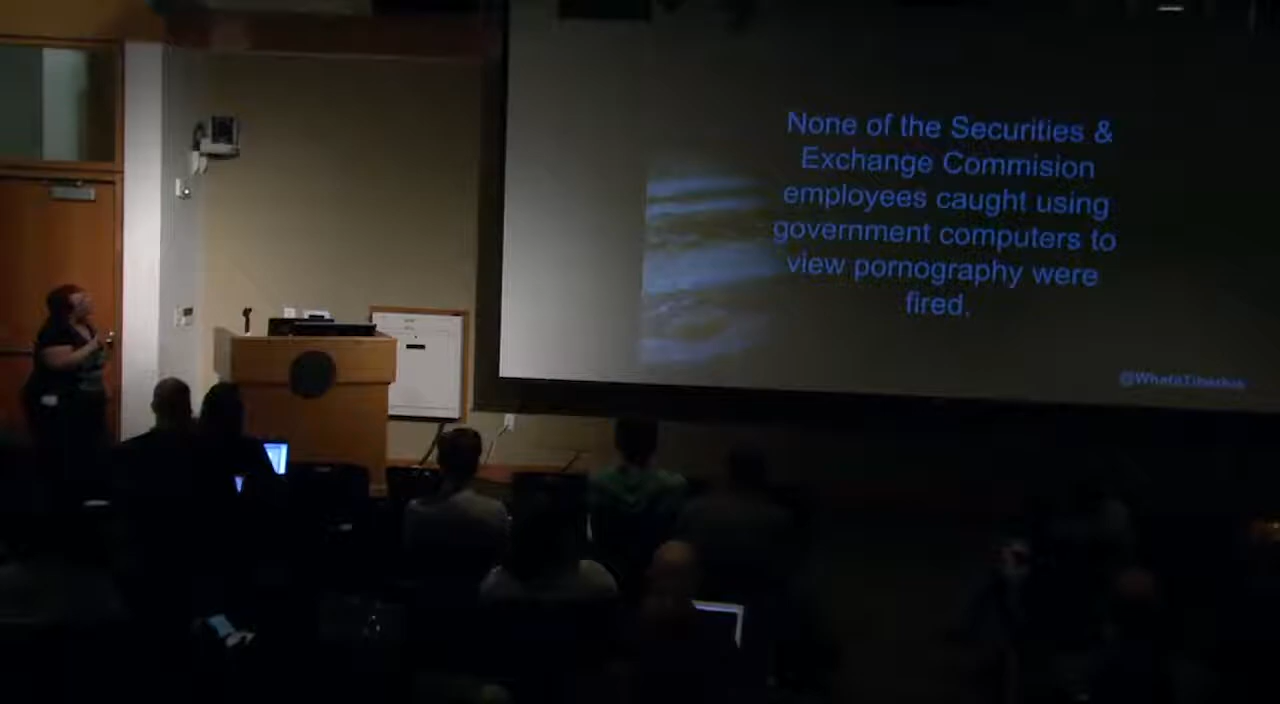 None of the Securities &
Exchange Commision
employees caught using
government computers to
view pornography were
fired.